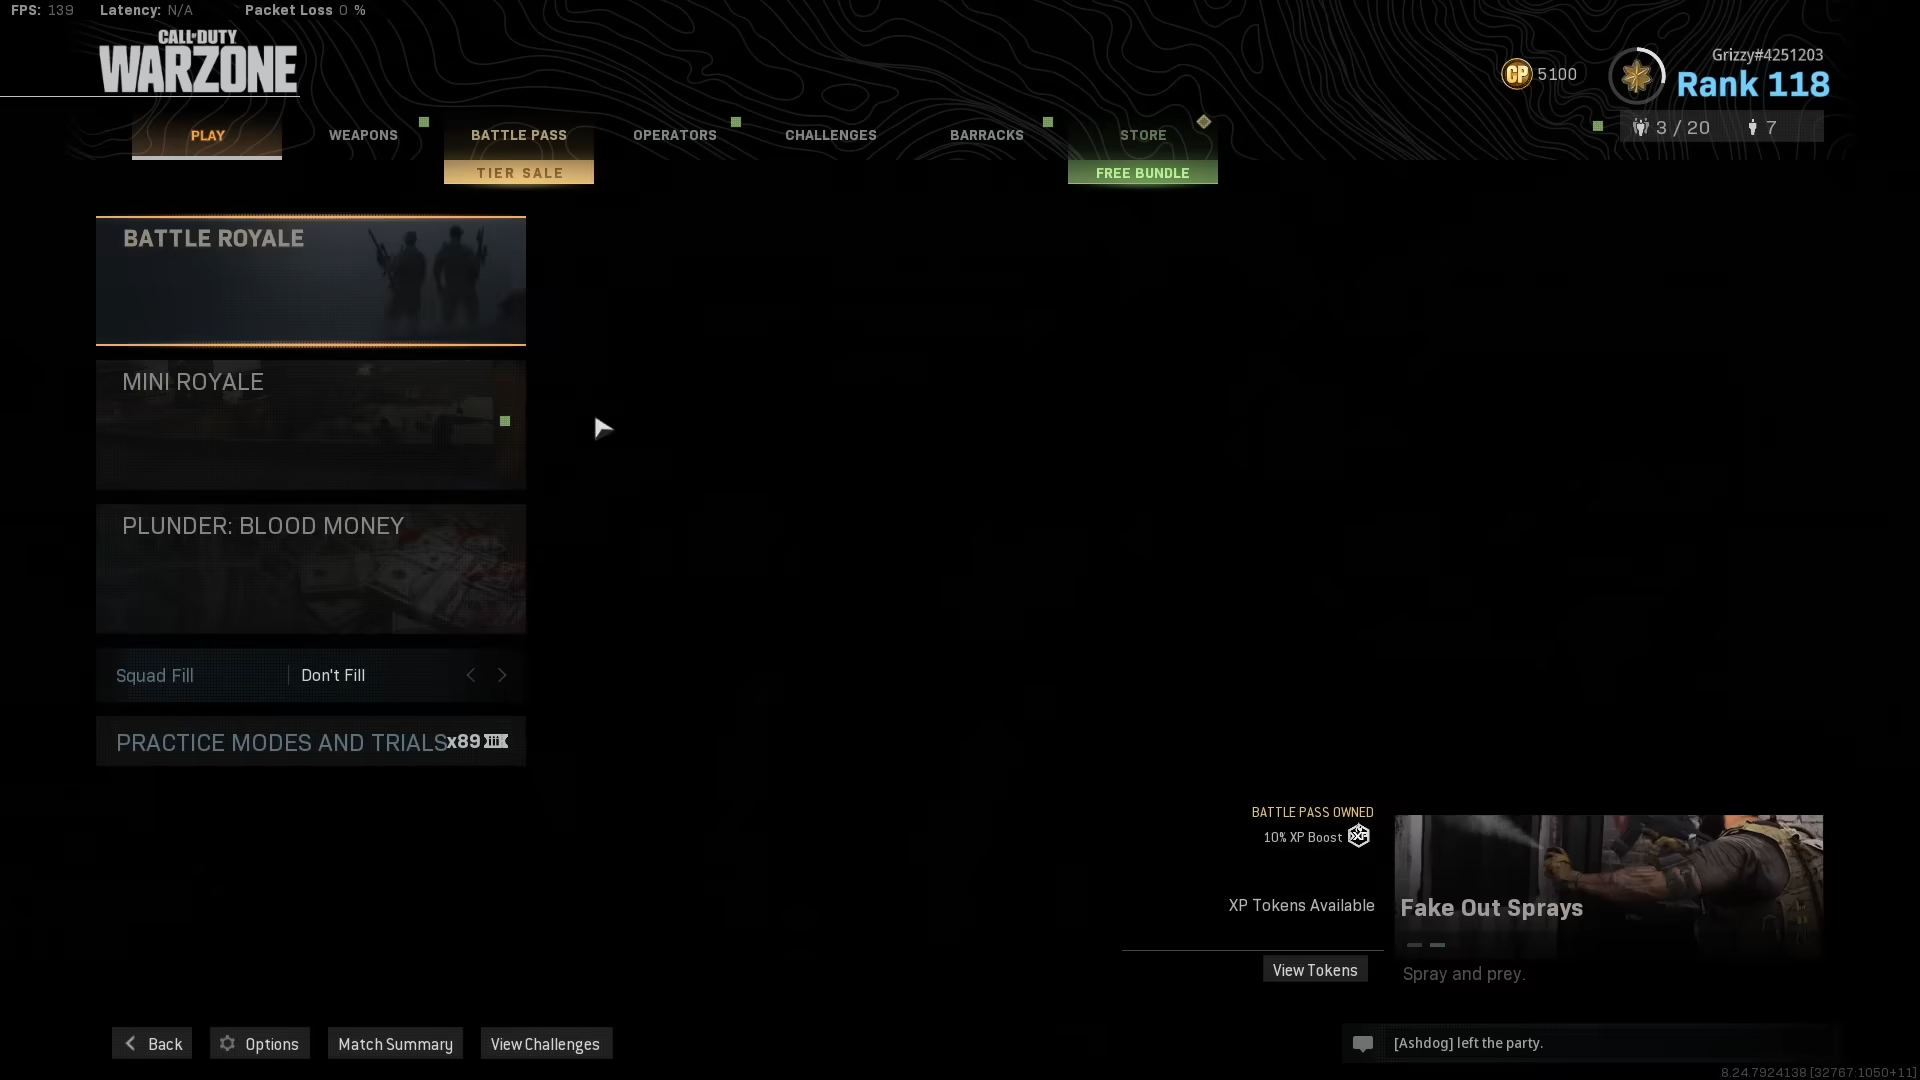 FPS: 139 Latency: N/A Packet Loss 0 %
CALL OF DUTY
WARZONE
CP 5100
Grizzy#4251203
Rank 118
3 / 20 7
PLAY
WEAPONS
BATTLE PASS
OPERATORS
CHALLENGES
BARRACKS
STORE
TIER SALE
FREE BUNDLE
BATTLE ROYALE
MINI ROYALE
PLUNDER: BLOOD MONEY
Squad Fill Don't Fill
PRACTICE MODES AND TRIALS x89
BATTLE PASS OWNED
10% XP Boost
XP Tokens Available
View Tokens
Fake Out Sprays
Spray and prey.
Back
Options
Match Summary
View Challenges
[Ashdog] left the party.
8.24.7924138 [32767:1050+11]